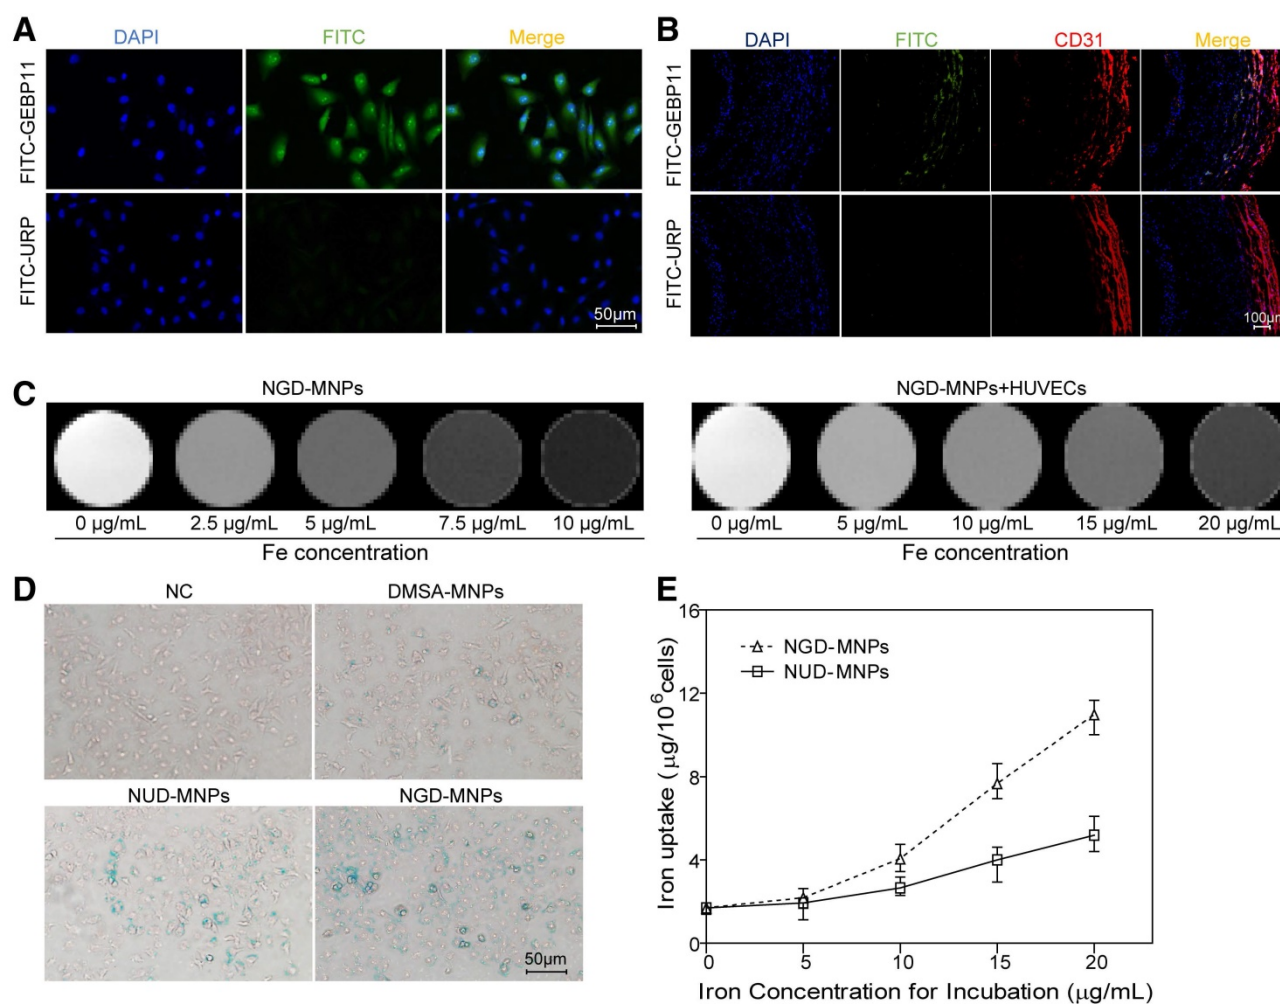 A
DAPI
FITC
Merge
FITC-GEBP11
FITC-URP
50µm
B
DAPI
FITC
CD31
Merge
FITC-GEBP11
FITC-URP
100µm
C
NGD-MNPs
0 µg/mL
2.5 µg/mL
5 µg/mL
7.5 µg/mL
10 µg/mL
Fe concentration
NGD-MNPs+HUVECs
0 µg/mL
5 µg/mL
10 µg/mL
15 µg/mL
20 µg/mL
Fe concentration
D
NC
DMSA-MNPs
NUD-MNPs
NGD-MNPs
50µm
E
Iron uptake (µg/10⁶cells)
16
12
8
4
0
NGD-MNPs
NUD-MNPs
0
5
10
15
20
Iron Concentration for Incubation (µg/mL)